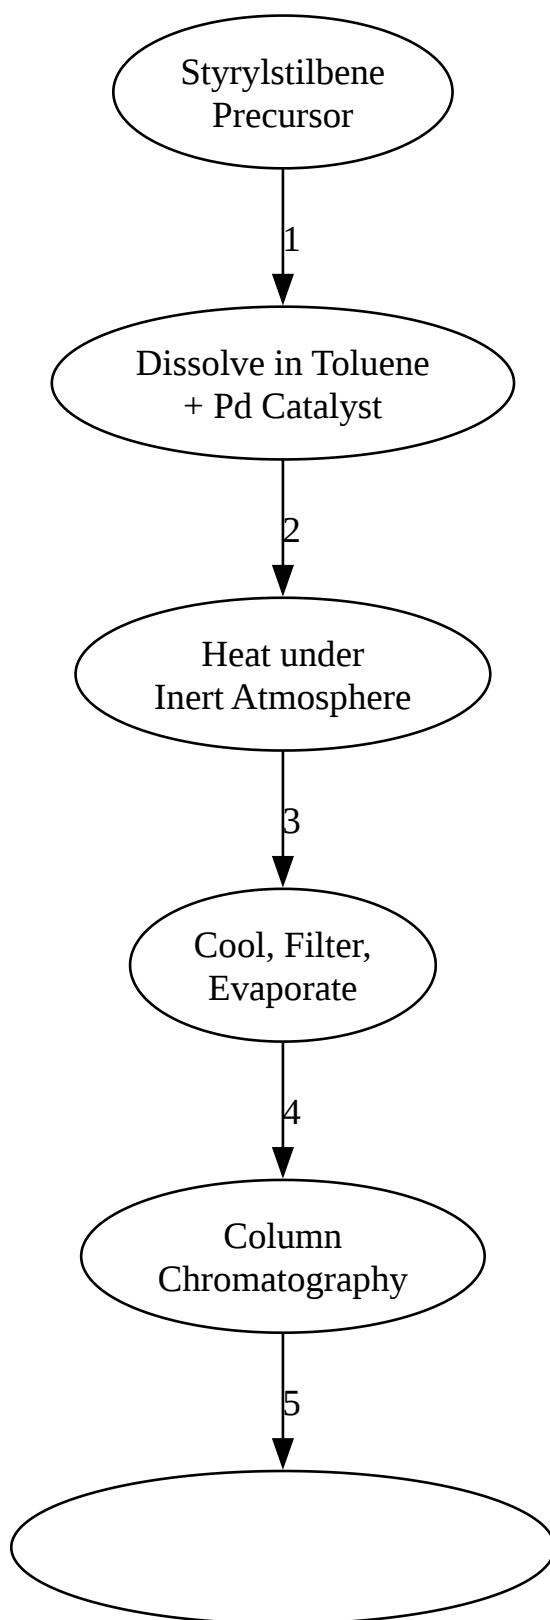 Styrylstilbene
Precursor
1
Dissolve in Toluene
+ Pd Catalyst
2
Heat under
Inert Atmosphere
3
Cool, Filter,
Evaporate
4
Column
Chromatography
5